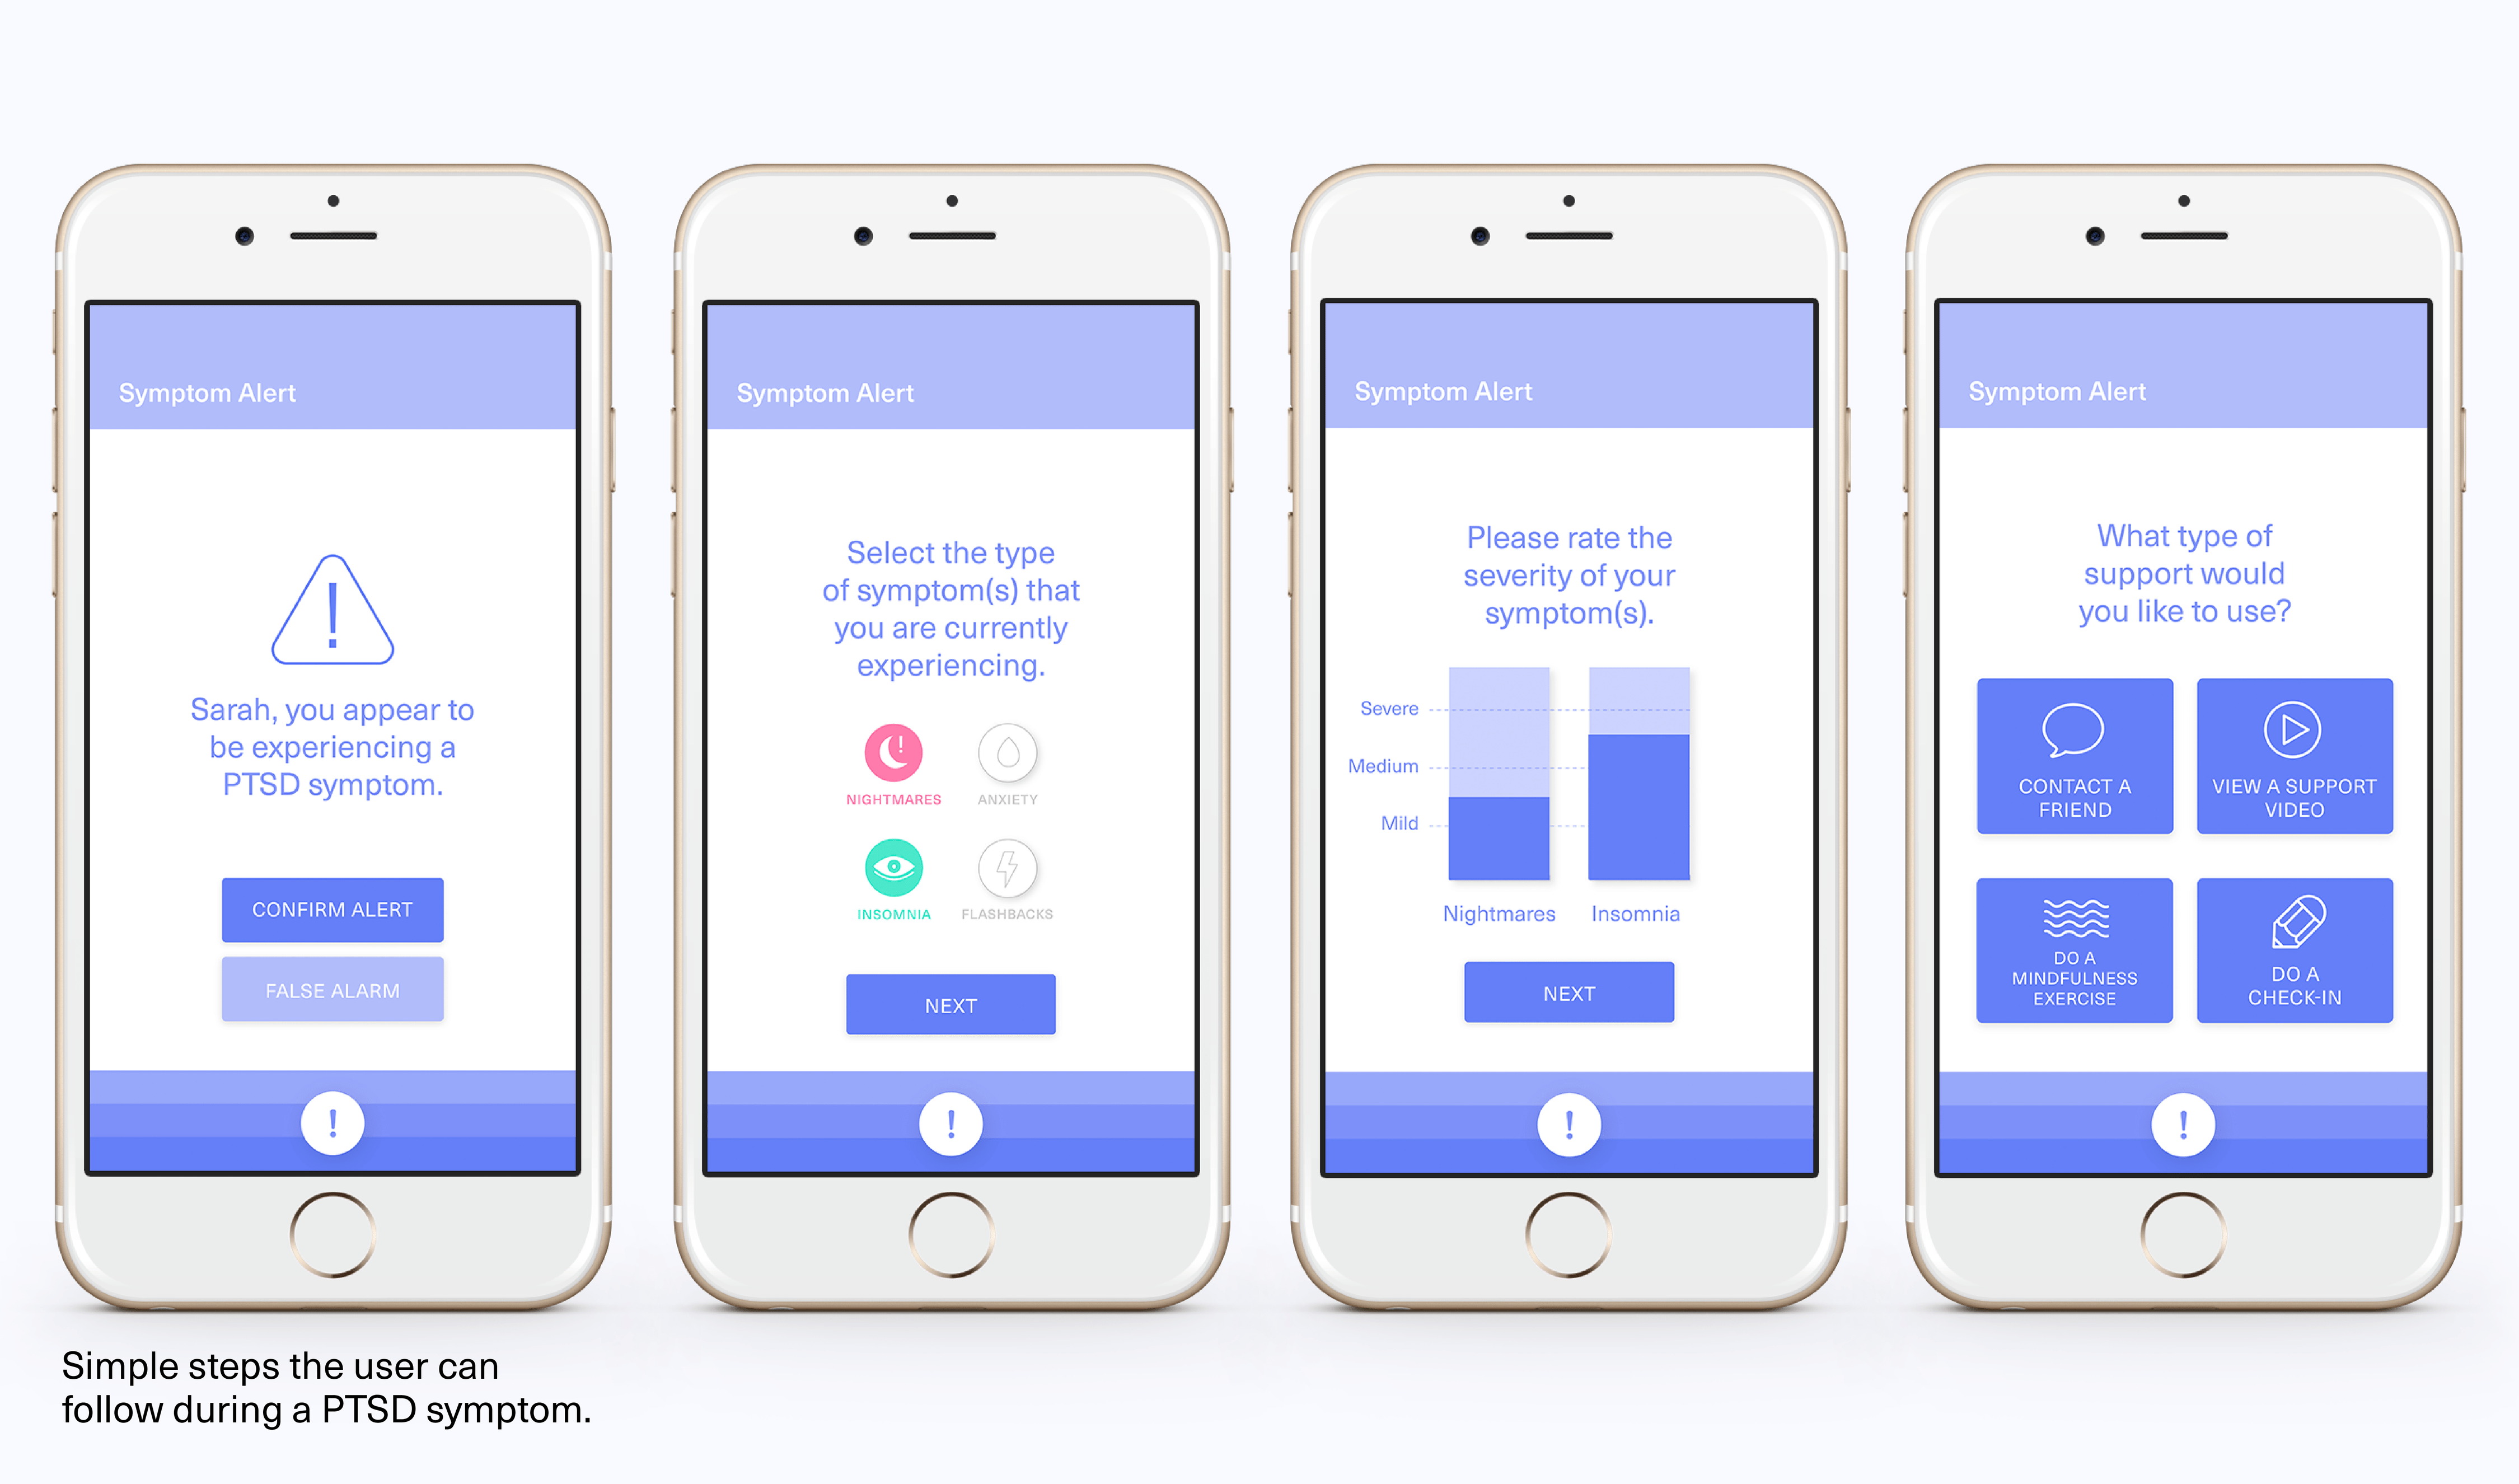 Symptom Alert
!
Sarah, you appear to
be experiencing a
PTSD symptom.
CONFIRM ALERT
FALSE ALARM
!
Symptom Alert
Select the type
of symptom(s) that
you are currently
experiencing.
!
NIGHTMARES
ANXIETY
INSOMNIA
FLASHBACKS
NEXT
!
Symptom Alert
Please rate the
severity of your
symptom(s).
Severe
Medium
Mild
Nightmares
Insomnia
NEXT
!
Symptom Alert
What type of
support would
you like to use?
CONTACT A
FRIEND
VIEW A SUPPORT
VIDEO
DO A
MINDFULNESS
EXERCISE
DO A
CHECK-IN
!
Simple steps the user can
follow during a PTSD symptom.